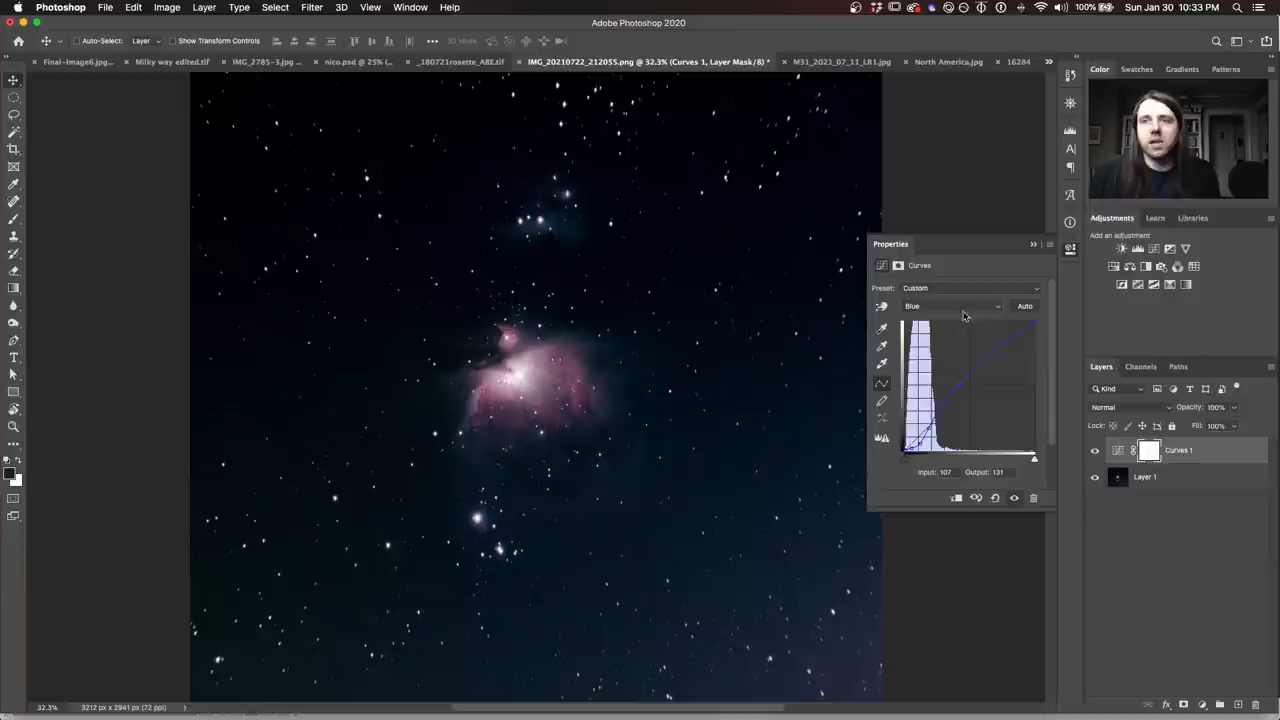 Photoshop File Edit Image Layer Type Select Filter 3D View Window Help 100% Sun Jan 30 10:33 PM
Adobe Photoshop 2020
Auto-Select: Layer Show Transform Controls 3D Mode:
Final-Image6.jpg... Milky way edited.tif IMG_2785-3.jpg ... nico.psd @ 25% (... _180721rosette_ABE.tif IMG_20210722_212055.png @ 32.3% (Curves 1, Layer Mask/8) * M31_2021_07_11_LR1.jpg North America.jpg 16284
Color Swatches Gradients Patterns
Adjustments Learn Libraries
Add an adjustment
Properties
Curves
Preset: Custom
Blue Auto
Input: 107 Output: 131
Layers Channels Paths
Kind
Normal Opacity: 100%
Lock: Fill: 100%
Curves 1
Layer 1
32.3% 3212 px x 2941 px (72 ppi)